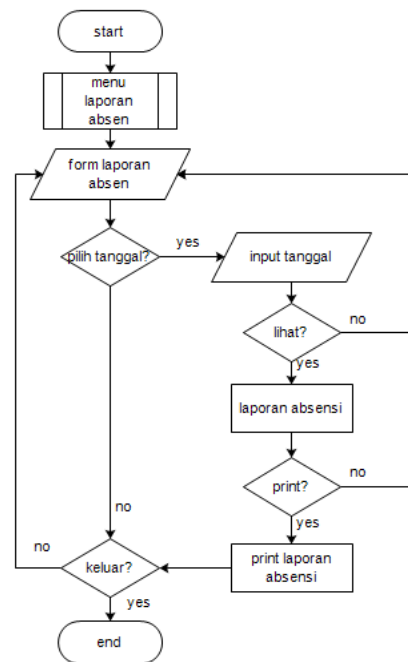 start
menu
laporan
absen
form laporan
absen
pilih tanggal?
yes
input tanggal
lihat?
no
yes
laporan absensi
print?
no
yes
no
print laporan
absensi
keluar?
no
yes
end